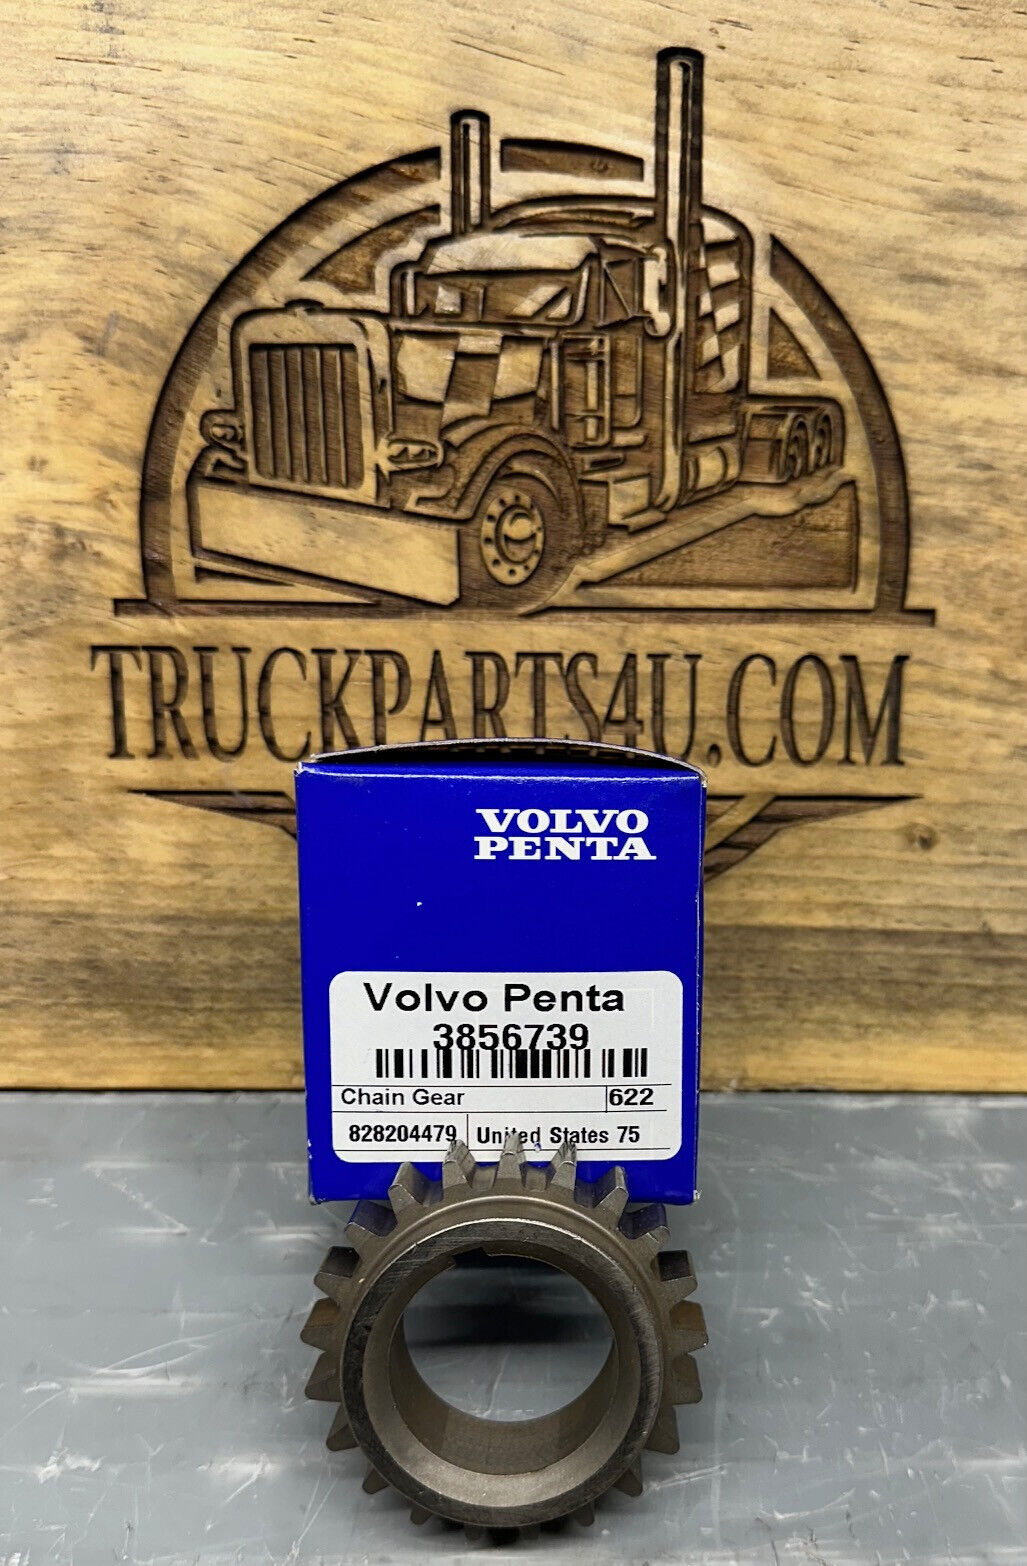 TRUCKPARTS4U.COM
VOLVO
PENTA
Volvo Penta
3856739
Chain Gear 622
828204479 United States 75